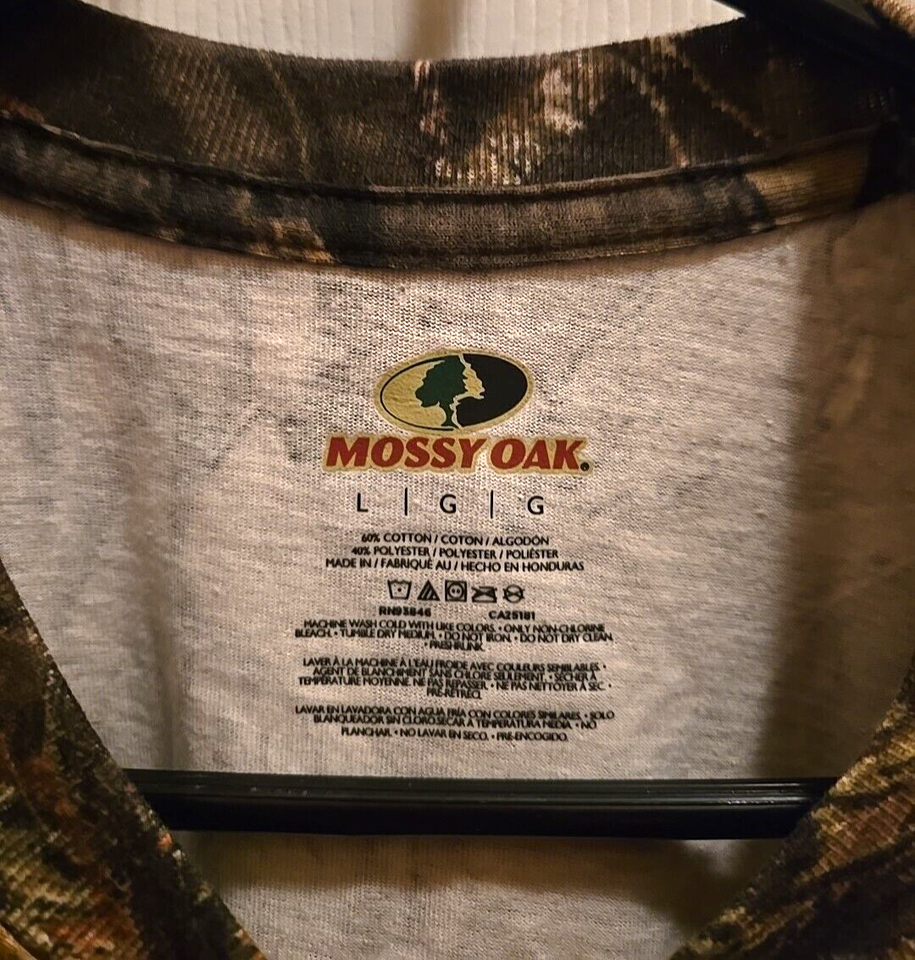 MOSSY OAK®
L | G | G
60% COTTON / COTON / ALGODÓN
40% POLYESTER / POLYESTER / POLIÉSTER
MADE IN / FABRIQUÉ AU / HECHO EN HONDURAS
RN93846 CA25181
MACHINE WASH COLD WITH LIKE COLORS. • ONLY NON-CHLORINE
BLEACH. • TUMBLE DRY MEDIUM. • DO NOT IRON. • DO NOT DRY CLEAN.
• PRESHRUNK.
LAVER À LA MACHINE À L'EAU FROIDE AVEC COULEURS SEMBLABLES. •
AGENT DE BLANCHIMENT SANS CHLORE SEULEMENT. • SÉCHER À
TEMPÉRATURE MOYENNE. NE PAS REPASSER. • NE PAS NETTOYER À SEC. •
PRÉ-RÉTRÉCI.
LAVAR EN LAVADORA CON AGUA FRÍA CON COLORES SIMILARES. • SOLO
BLANQUEADOR SIN CLORO.SECAR A TEMPERATURA MEDIA. • NO
PLANCHAR. • NO LAVAR EN SECO. • PRE-ENCOGIDO.